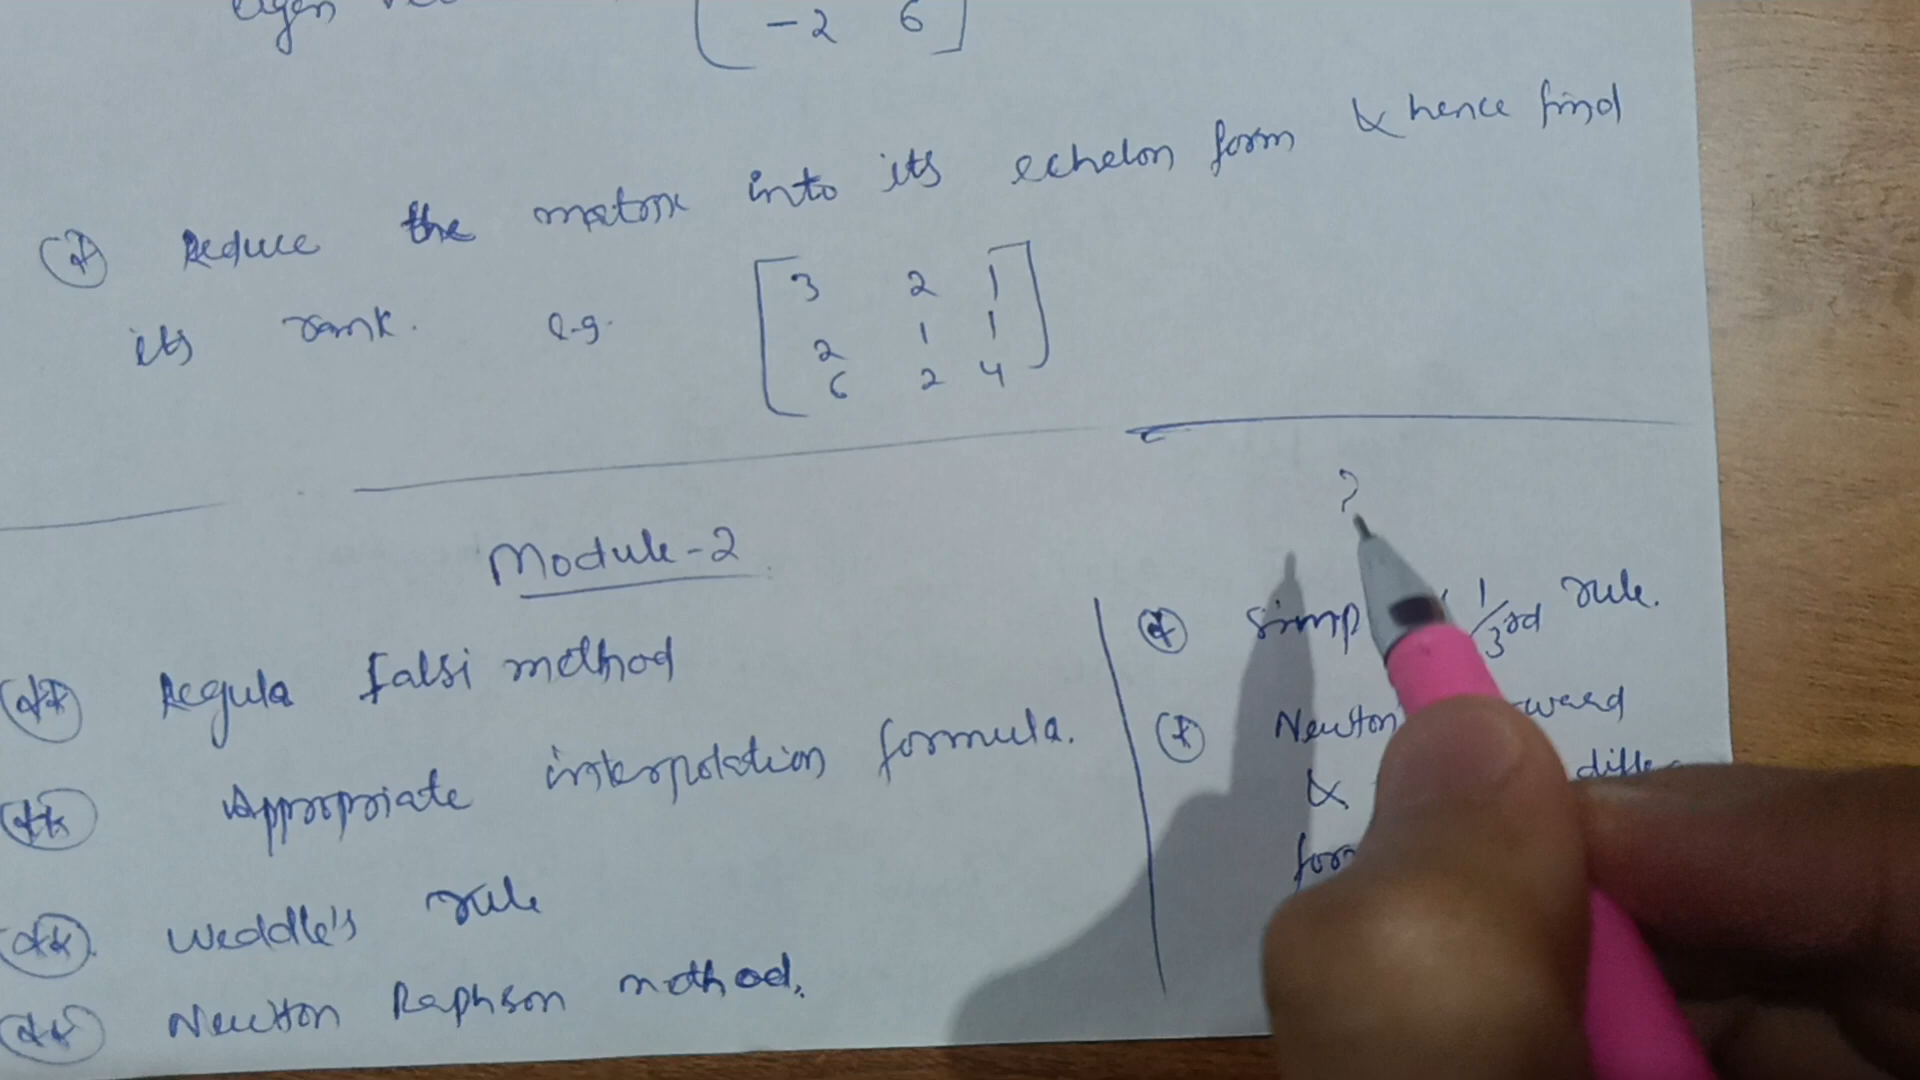 Eigen
-2 6
* Reduce the matrix into its echelon form & hence find
its rank. e.g.
3 2 1
2 1 1
6 2 4
Module-2
** Regula falsi method
** Appropriate interpolation formula.
** Weddle's rule
** Newton Raphson method.
?
* 1/3rd rule.
* Newton
&